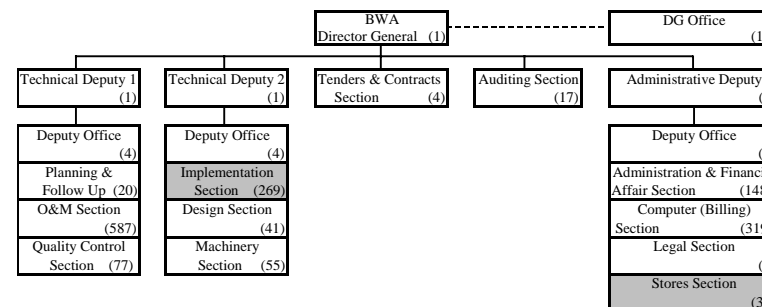 BWA
Director General (1)
DG Office
Technical Deputy 1
(1)
Technical Deputy 2
(1)
Tenders & Contracts
Section (4)
Auditing Section
(17)
Administrative Deputy
Deputy Office
(4)
Planning &
Follow Up (20)
O&M Section
(587)
Quality Control
Section (77)
Deputy Office
(4)
Implementation
Section (269)
Design Section
(41)
Machinery
Section (55)
Deputy Office
Administration &
Affair Section
Computer (Billing)
Section
Legal Section
Stores Section